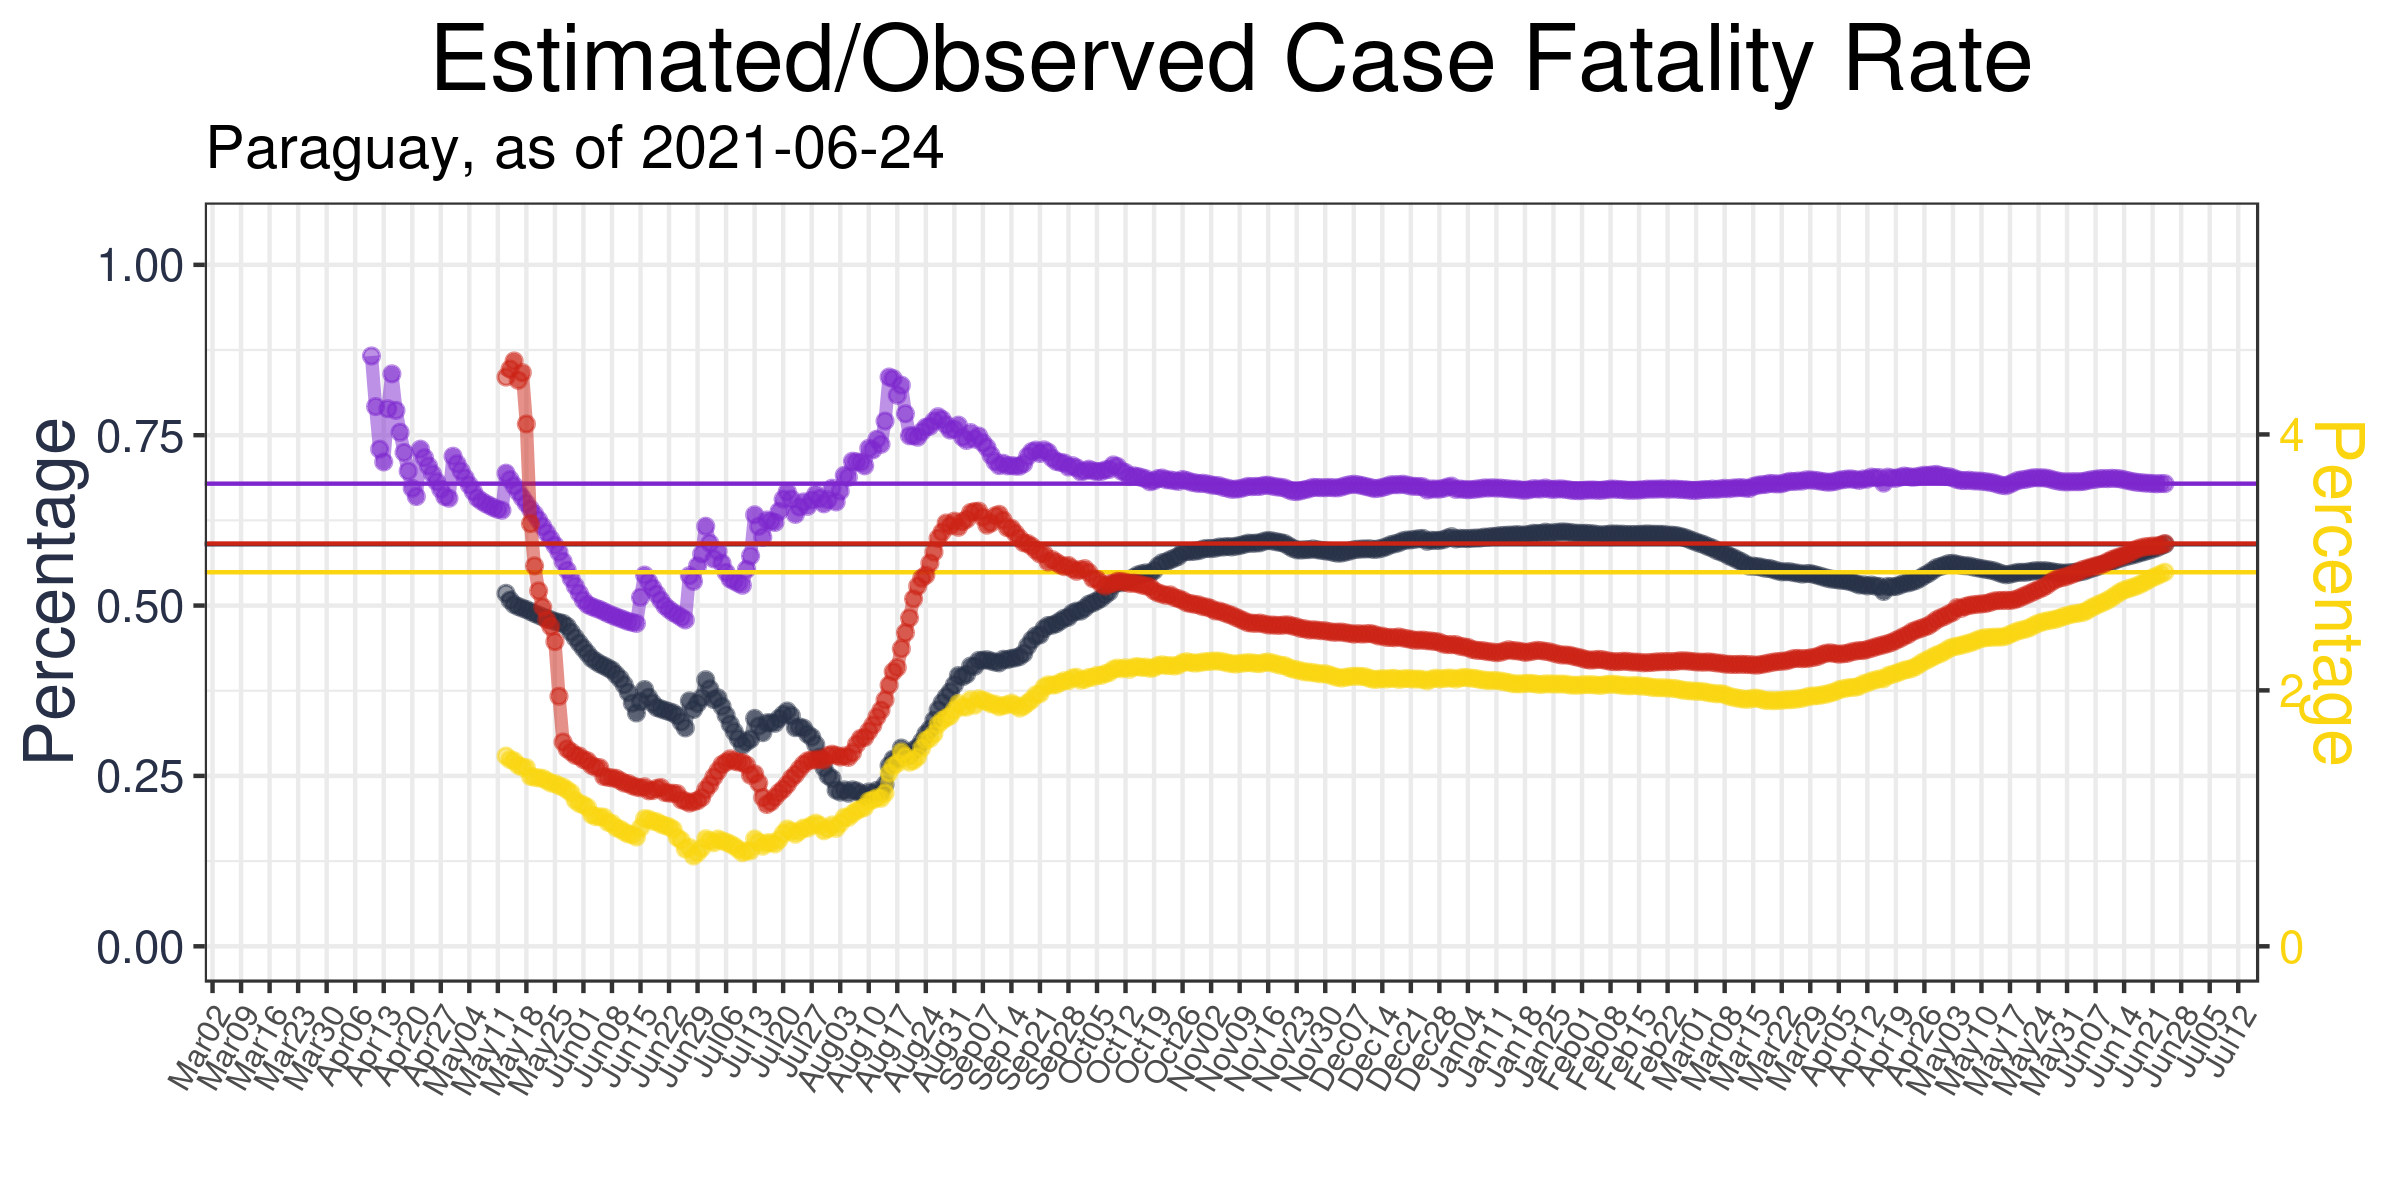 Estimated/Observed Case Fatality Rate
Paraguay, as of 2021-06-24
Percentage
1.00
0.75
0.50
0.25
0.00
4
2
0
Percentage
Mar02
Mar09
Mar16
Mar23
Mar30
Apr06
Apr13
Apr20
Apr27
May04
May11
May18
May25
Jun01
Jun08
Jun15
Jun22
Jun29
Jul06
Jul13
Jul20
Jul27
Aug03
Aug10
Aug17
Aug24
Aug31
Sep07
Sep14
Sep21
Sep28
Oct05
Oct12
Oct19
Oct26
Nov02
Nov09
Nov16
Nov23
Nov30
Dec07
Dec14
Dec21
Dec28
Jan04
Jan11
Jan18
Jan25
Feb01
Feb08
Feb15
Feb22
Mar01
Mar08
Mar15
Mar22
Mar29
Apr05
Apr12
Apr19
Apr26
May03
May10
May17
May24
May31
Jun07
Jun14
Jun21
Jun28
Jul05
Jul12